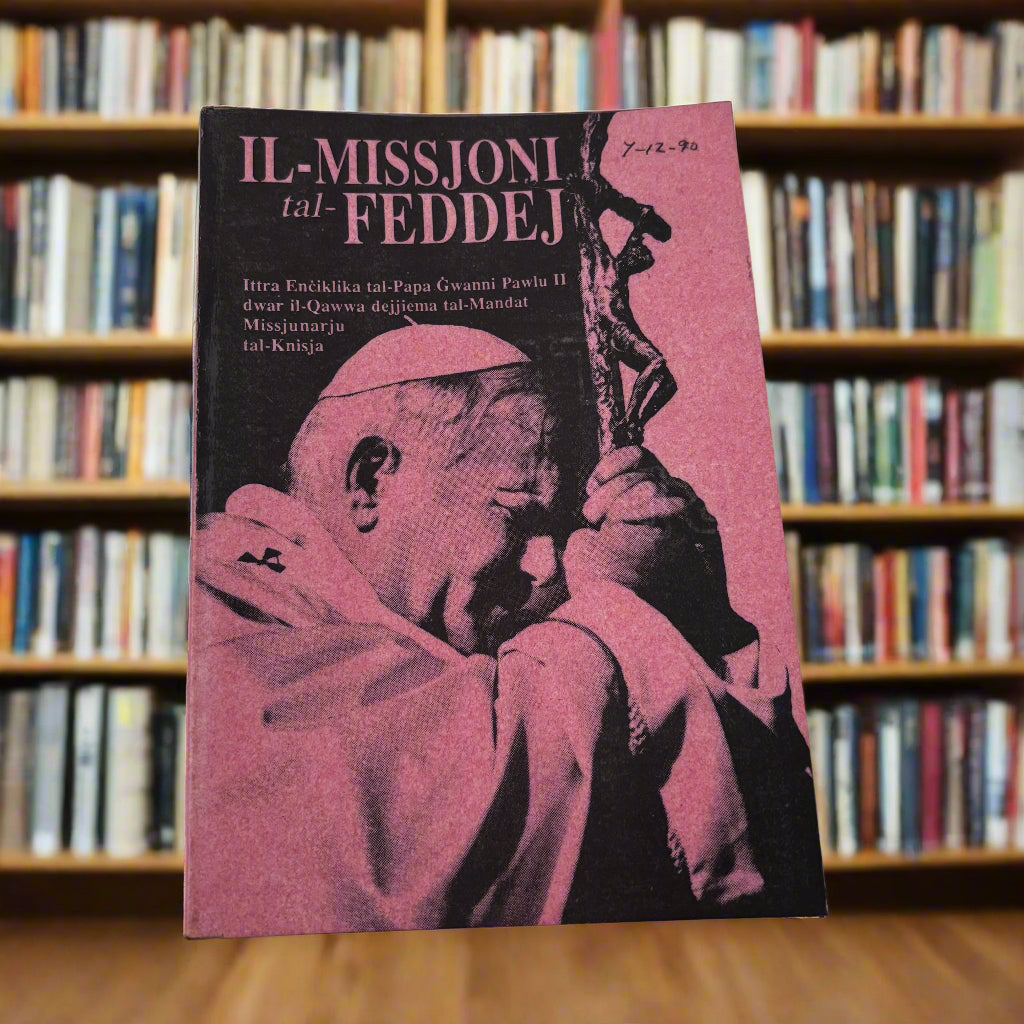 IL-MISSJONI
tal-FEDDEJ
7-12-90
Ittra Enċiklika tal-Papa Ġwanni Pawlu II
dwar il-Qawwa dejjiema tal-Mandat
Missjunarju
tal-Knisja